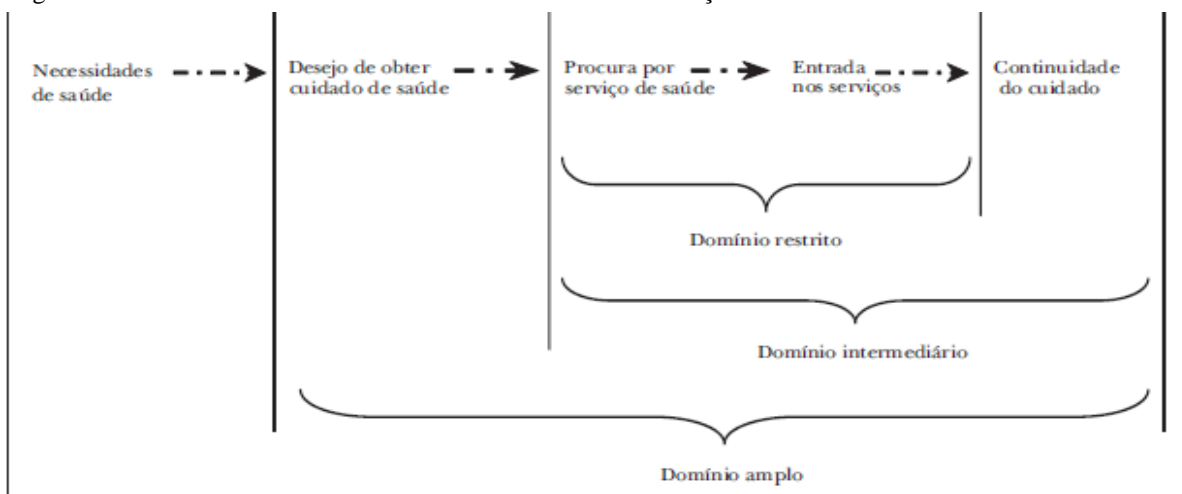 Necessidades
de saúde
Desejo de obter
cuidado de saúde
Procura por
serviço de saúde
Entrada
nos serviços
Continuidade
do cuidado
Domínio restrito
Domínio intermediário
Domínio amplo